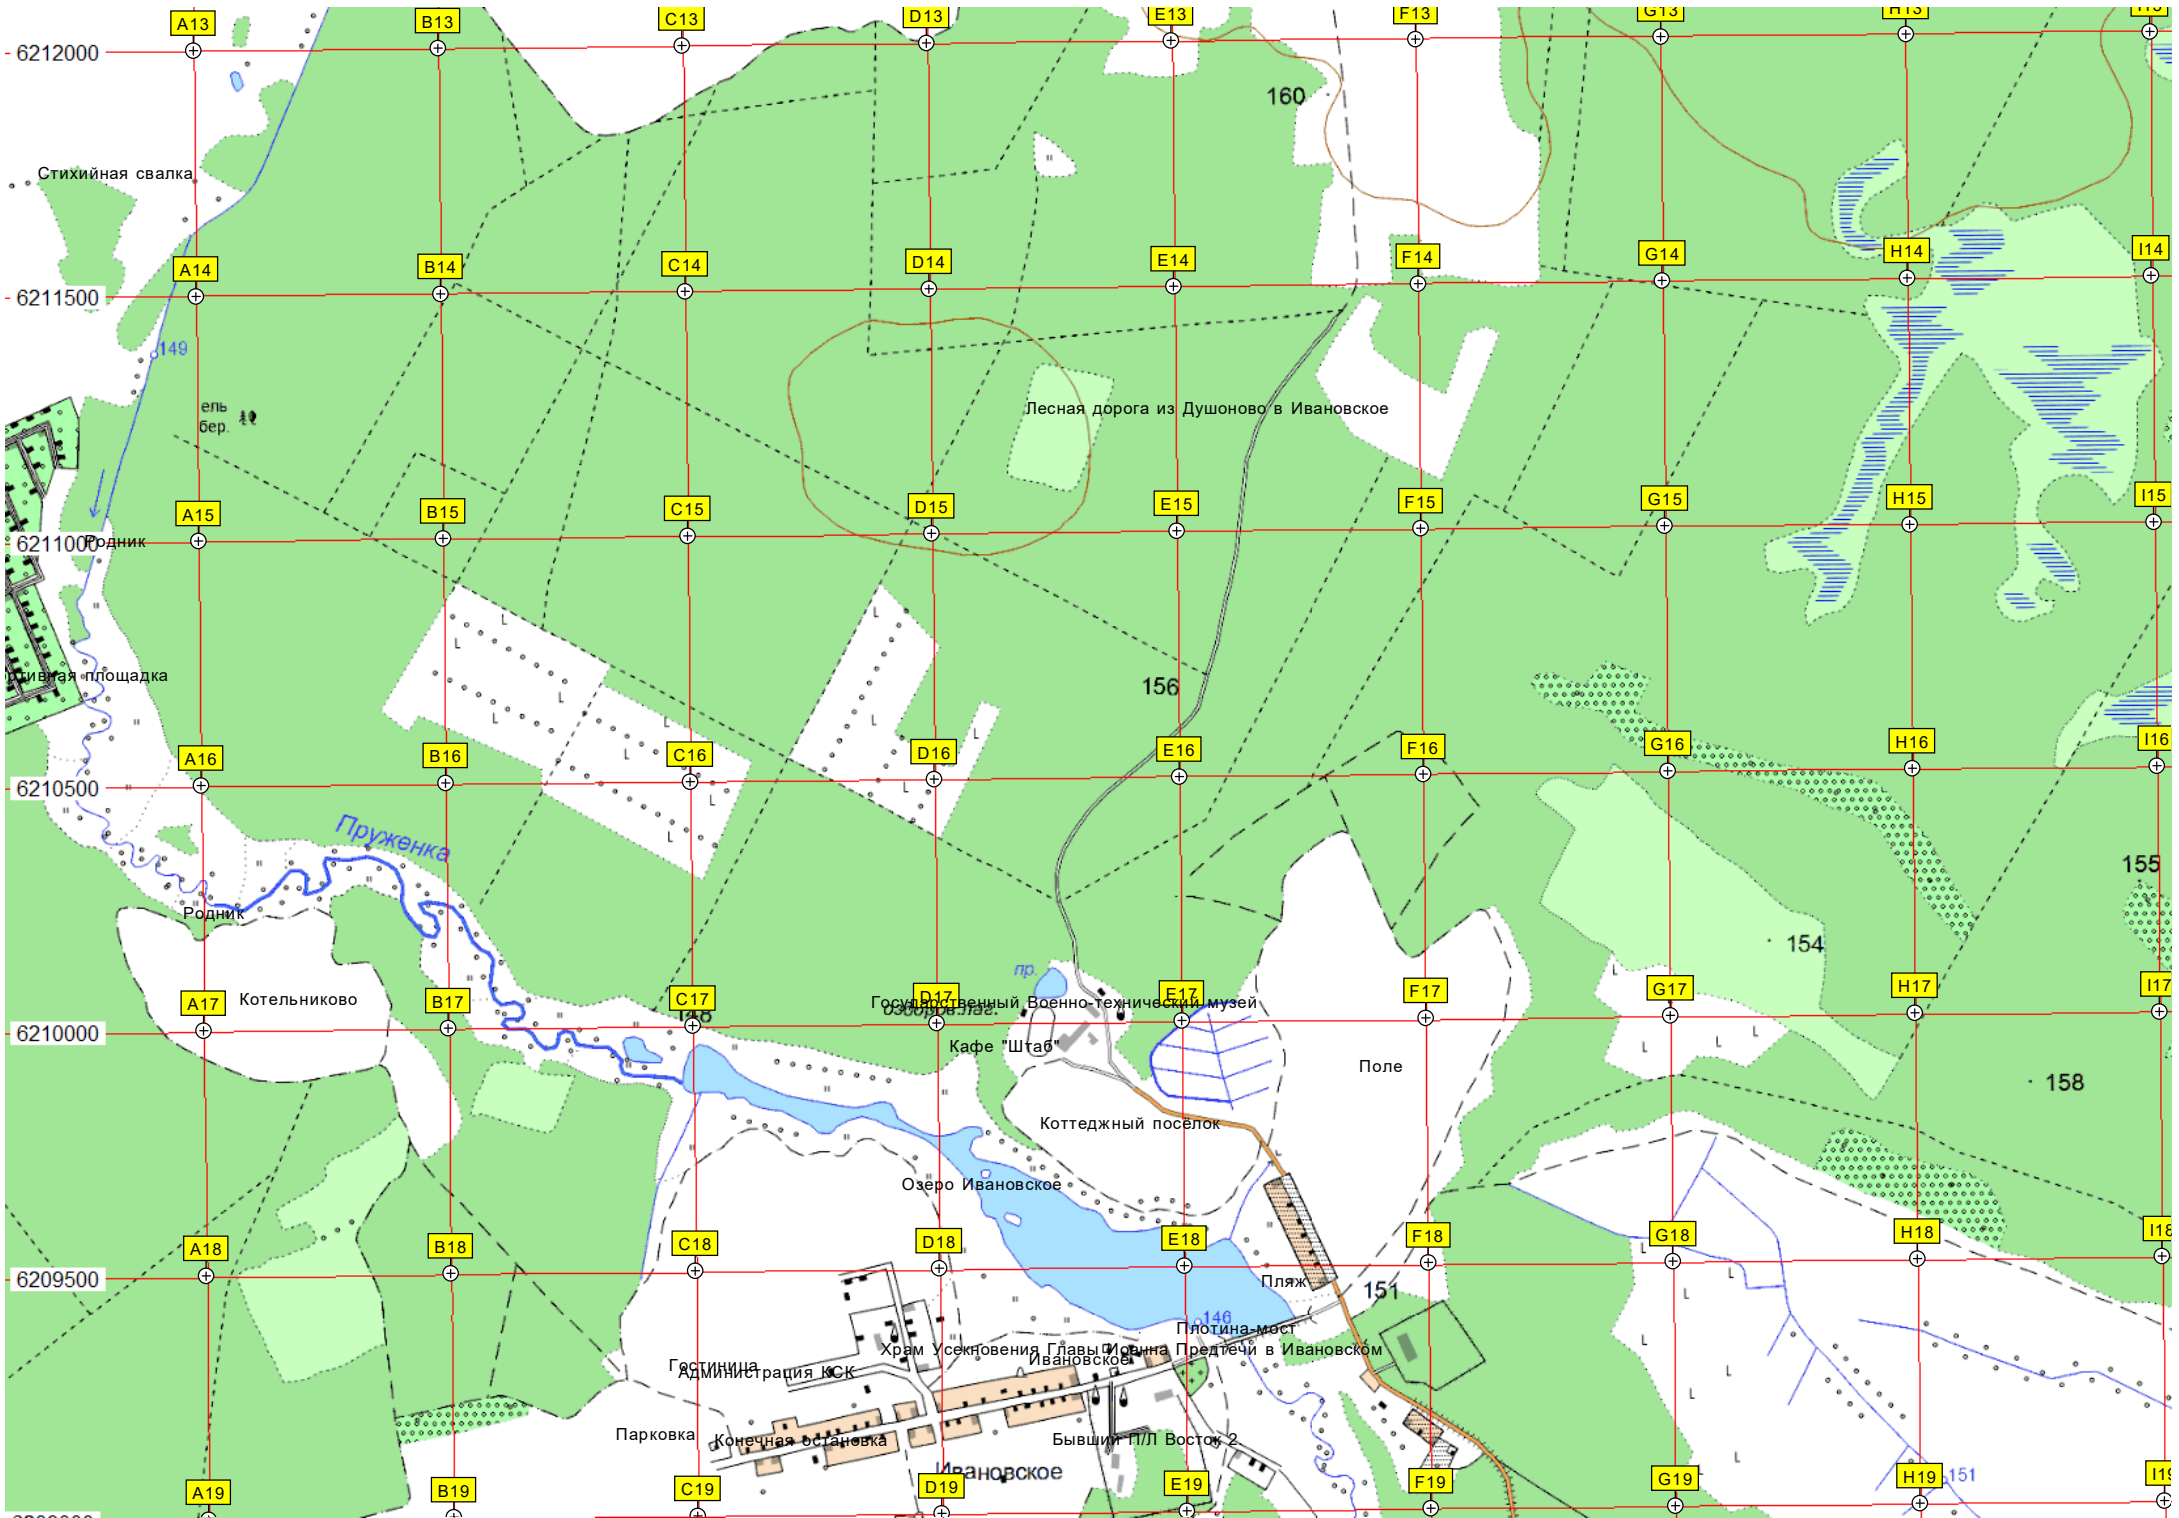 A13
B13
C13
D13
E13
F13
G13
H13
6212000
160
Стихийная свалка
A14
B14
C14
D14
E14
F14
G14
H14
I14
6211500
149
ель
бер.
Лесная дорога из Душоново в Ивановское
A15
B15
C15
D15
E15
F15
G15
H15
I15
6211000
Родник
ортивная площадка
156
A16
B16
C16
D16
E16
F16
G16
H16
I16
6210500
Пруженка
155
Родник
154
пр.
Котельниково
A17
B17
C17
D17
E17
F17
G17
H17
I17
Государственный Военно-технический музей
148
6210000
Кафе "Штаб"
Поле
158
Коттеджный посёлок
Озеро Ивановское
A18
B18
C18
D18
E18
F18
G18
H18
I18
6209500
Пляж
151
146
Плотина-мост
Храм Усекновения Главы Иоанна Предтечи в Ивановском
Ивановское
Гостиница
Администрация КСК
Парковка
Конечная остановка
Бывший П/Л Восток 2.
Ивановское
151
A19
B19
C19
D19
E19
F19
G19
H19
I19